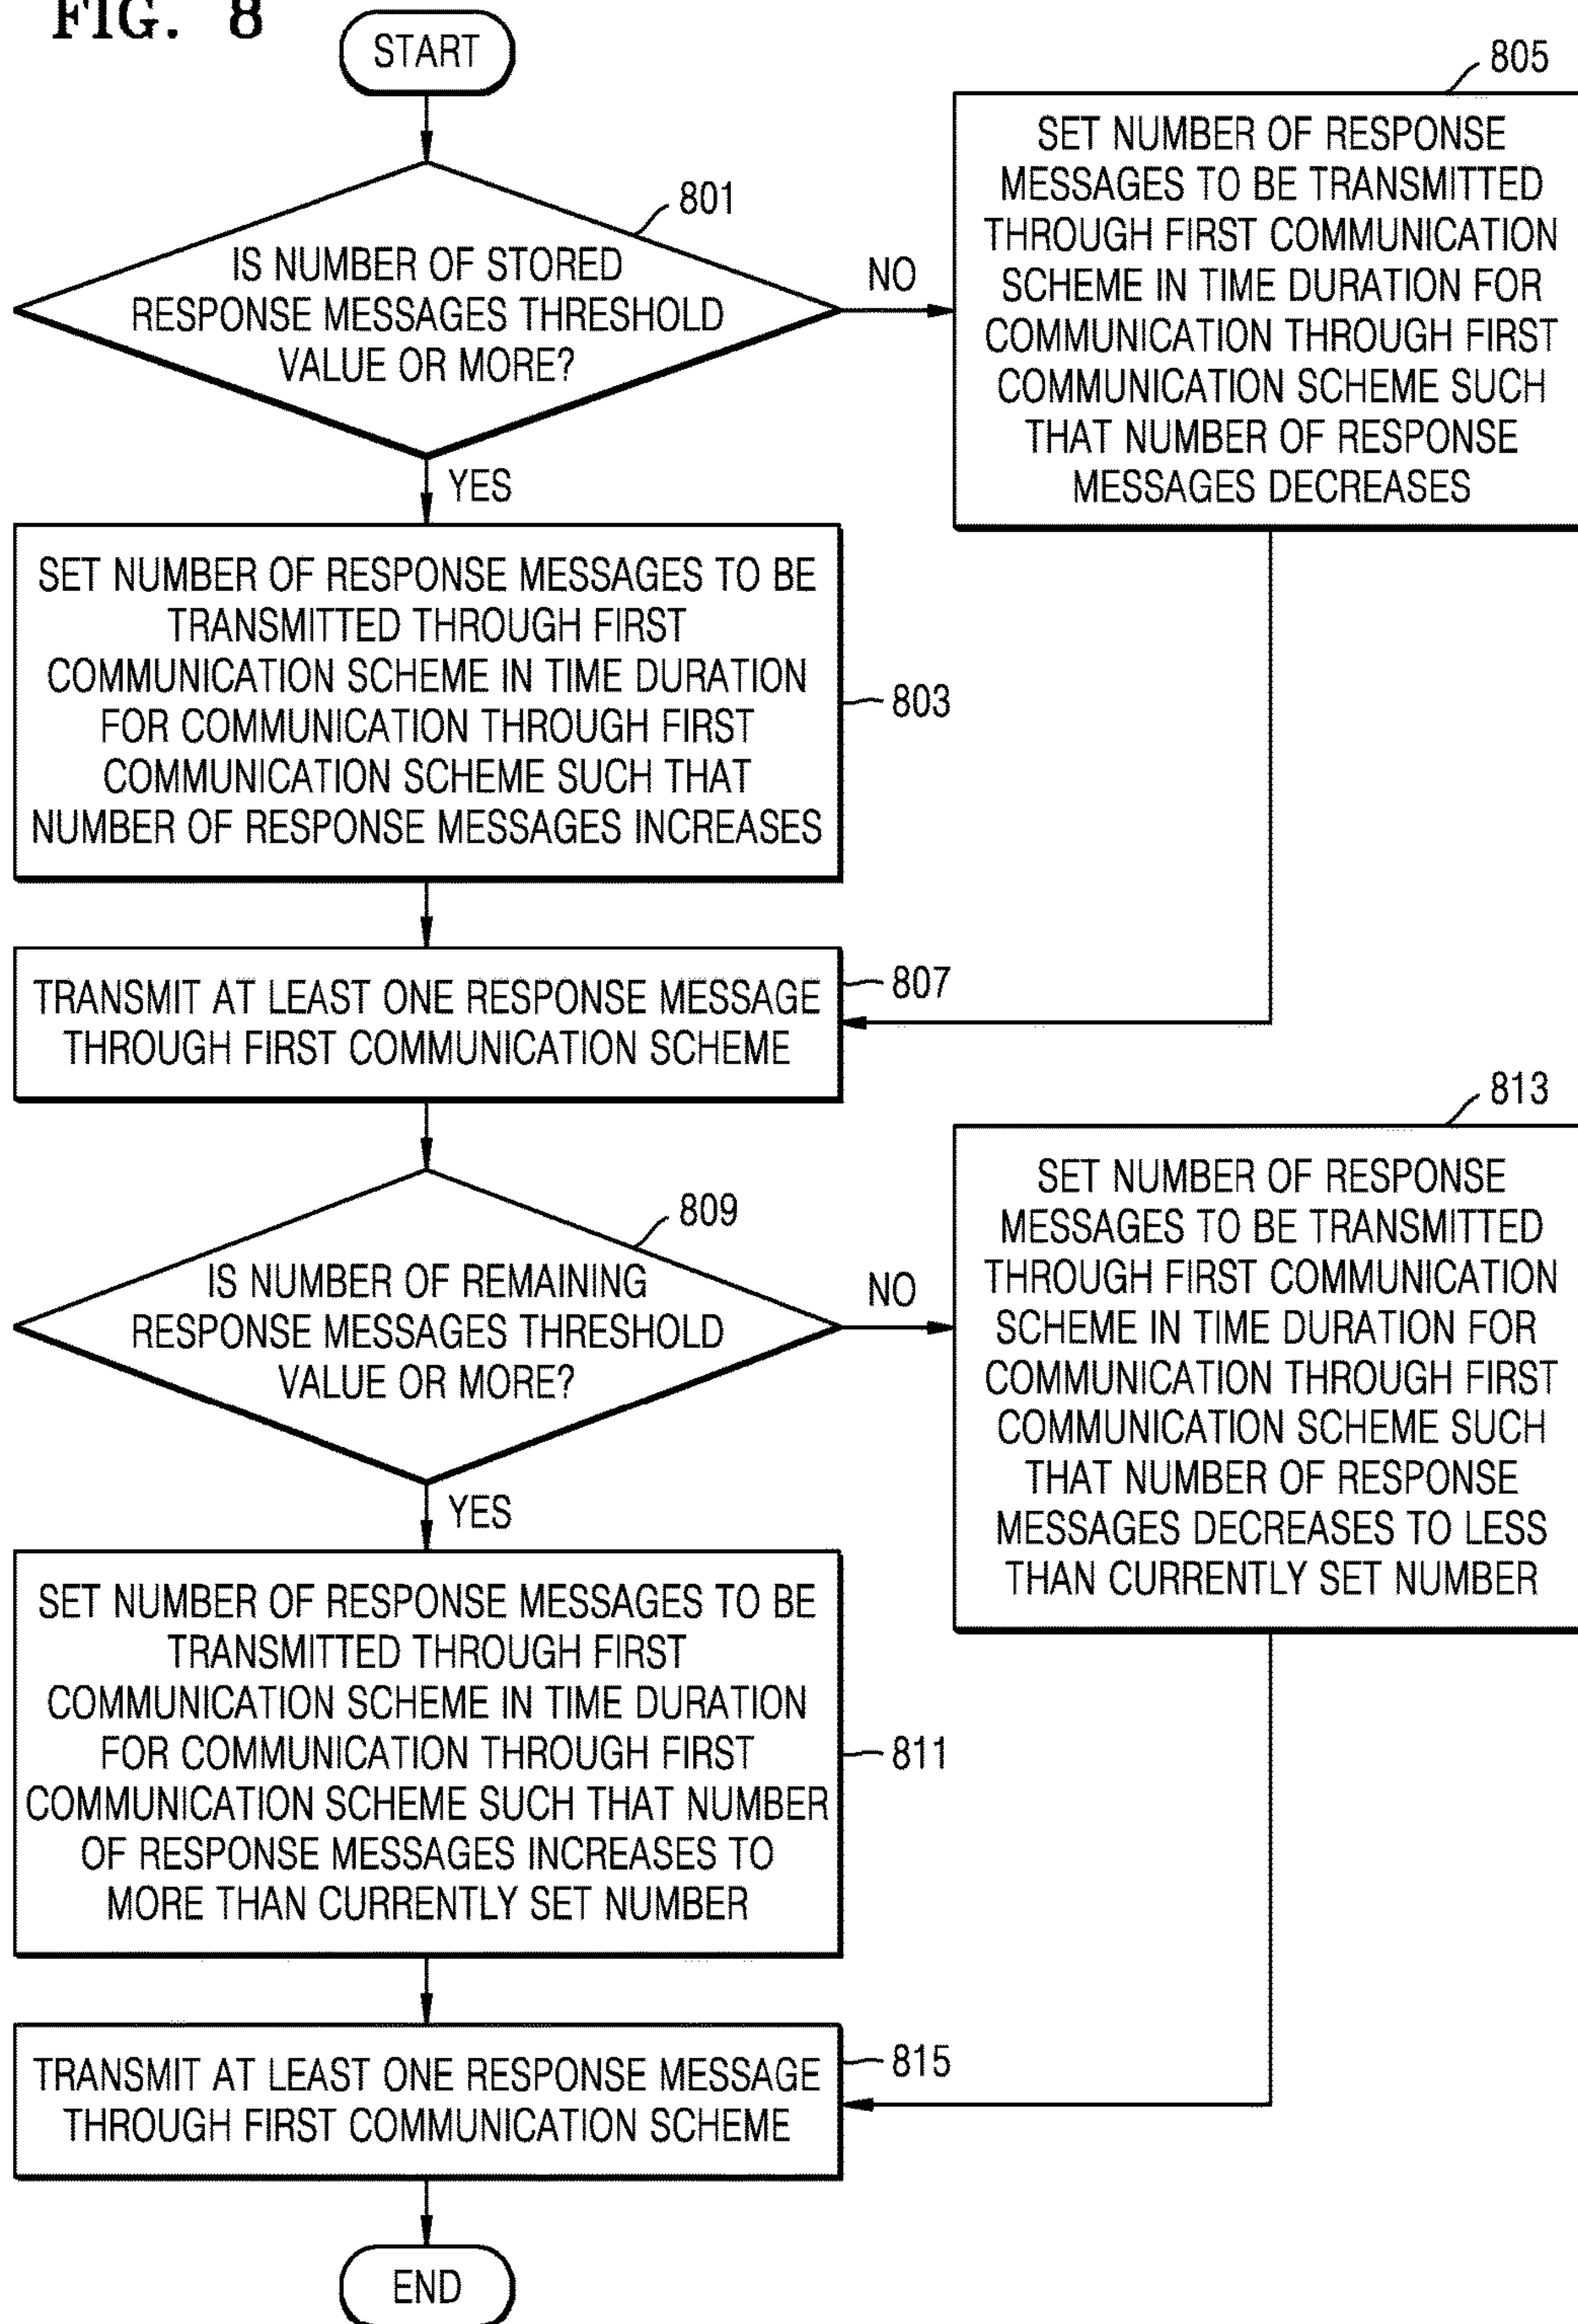 FIG. 8
START
801
IS NUMBER OF STORED
RESPONSE MESSAGES THRESHOLD
VALUE OR MORE?
NO
805
SET NUMBER OF RESPONSE
MESSAGES TO BE TRANSMITTED
THROUGH FIRST COMMUNICATION
SCHEME IN TIME DURATION FOR
COMMUNICATION THROUGH FIRST
COMMUNICATION SCHEME SUCH
THAT NUMBER OF RESPONSE
MESSAGES DECREASES
YES
SET NUMBER OF RESPONSE MESSAGES TO BE
TRANSMITTED THROUGH FIRST
COMMUNICATION SCHEME IN TIME DURATION
FOR COMMUNICATION THROUGH FIRST
COMMUNICATION SCHEME SUCH THAT
NUMBER OF RESPONSE MESSAGES INCREASES
803
TRANSMIT AT LEAST ONE RESPONSE MESSAGE
THROUGH FIRST COMMUNICATION SCHEME
807
809
IS NUMBER OF REMAINING
RESPONSE MESSAGES THRESHOLD
VALUE OR MORE?
NO
813
SET NUMBER OF RESPONSE
MESSAGES TO BE TRANSMITTED
THROUGH FIRST COMMUNICATION
SCHEME IN TIME DURATION FOR
COMMUNICATION THROUGH FIRST
COMMUNICATION SCHEME SUCH
THAT NUMBER OF RESPONSE
MESSAGES DECREASES TO LESS
THAN CURRENTLY SET NUMBER
YES
SET NUMBER OF RESPONSE MESSAGES TO BE
TRANSMITTED THROUGH FIRST
COMMUNICATION SCHEME IN TIME DURATION
FOR COMMUNICATION THROUGH FIRST
COMMUNICATION SCHEME SUCH THAT NUMBER
OF RESPONSE MESSAGES INCREASES TO
MORE THAN CURRENTLY SET NUMBER
811
TRANSMIT AT LEAST ONE RESPONSE MESSAGE
THROUGH FIRST COMMUNICATION SCHEME
815
END